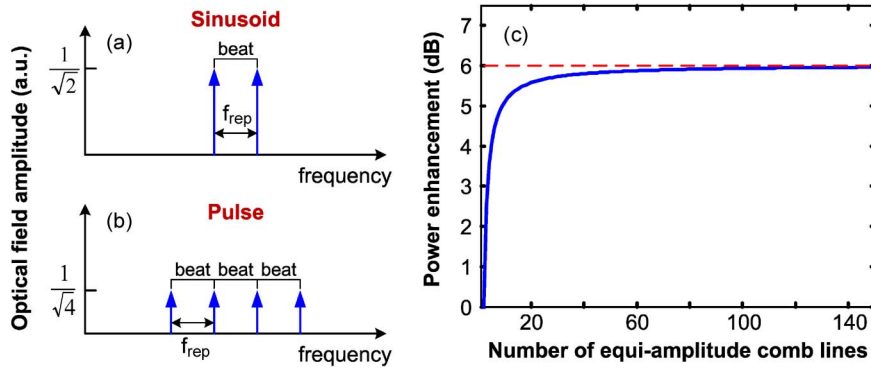 Sinusoid
(a)
beat
1
√2
f_rep
frequency
Optical field amplitude (a.u.)
Pulse
(b)
beat beat beat
1
√4
f_rep
frequency
(c)
Power enhancement (dB)
7
6
5
4
3
2
1
0
20 60 100 140
Number of equi-amplitude comb lines